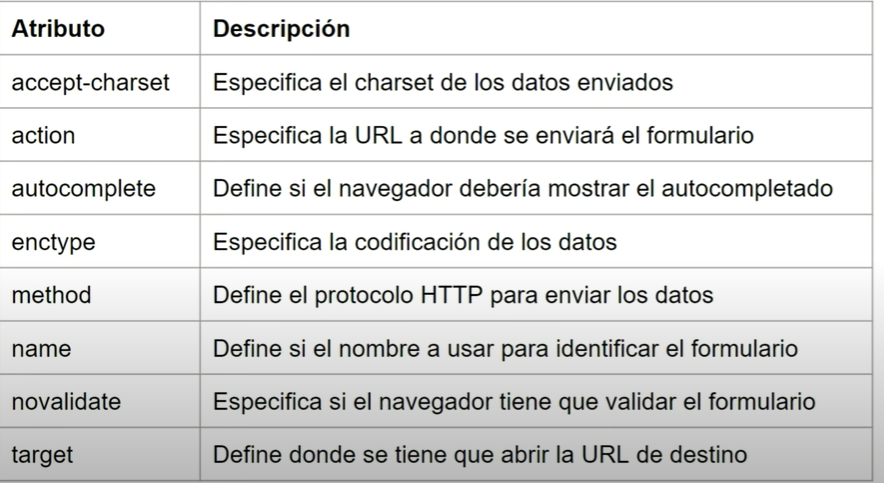 Atributo Descripción
accept-charset Especifica el charset de los datos enviados
action Especifica la URL a donde se enviará el formulario
autocomplete Define si el navegador debería mostrar el autocompletado
enctype Especifica la codificación de los datos
method Define el protocolo HTTP para enviar los datos
name Define si el nombre a usar para identificar el formulario
novalidate Especifica si el navegador tiene que validar el formulario
target Define donde se tiene que abrir la URL de destino